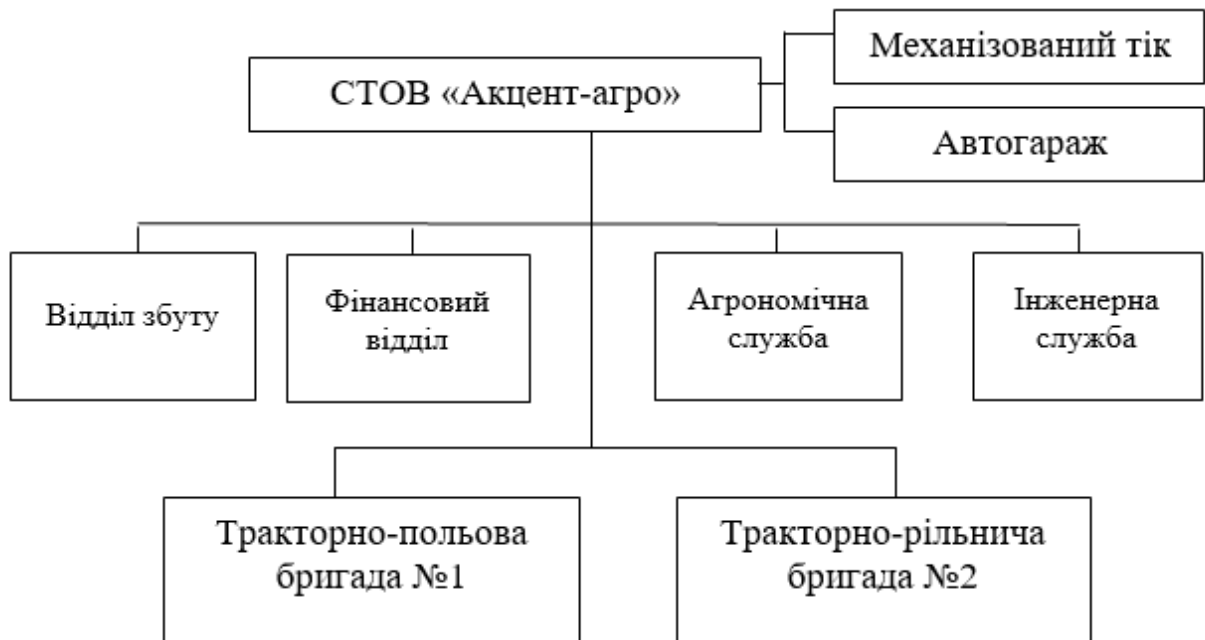 Механізований тік
СТОВ «Акцент-агро»
Автогараж
Відділ збуту
Фінансовий
відділ
Агрономічна
служба
Інженерна
служба
Тракторно-польова
бригада №1
Тракторно-рільнича
бригада №2